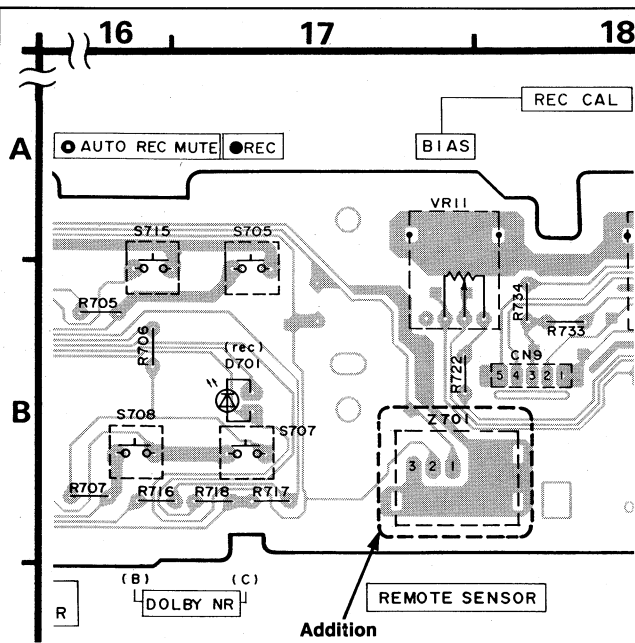 16 17 18
REC CAL
A
AUTO REC MUTE ●REC
BIAS
VR11
S715 S705
R705
R706
(rec)
D701
R734
R733
R722
CN9
5 4 3 2 1
B
S708 S707
Z701
3 2 1
R707 R716 R718 R717
(B) (C)
R
DOLBY NR
REMOTE SENSOR
Addition